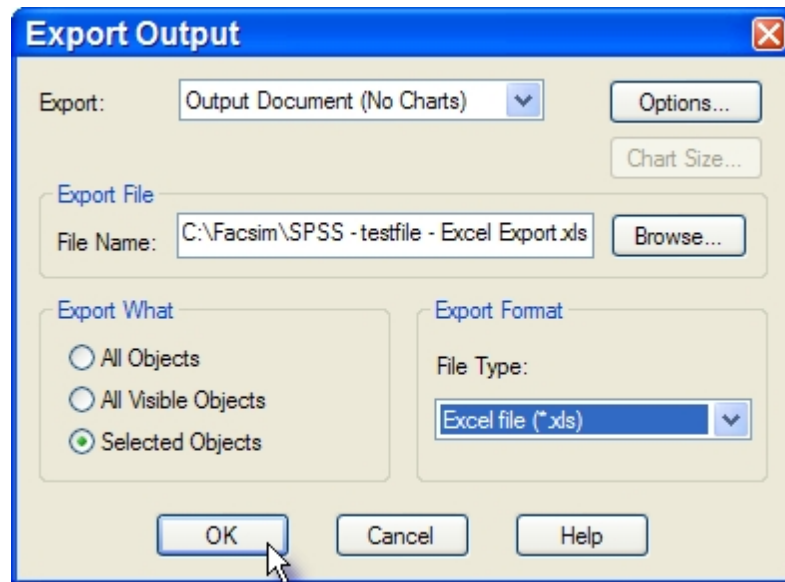 Export Output
Export: Output Document (No Charts) Options...
Chart Size...
Export File
File Name: C:\Facsim\SPSS - testfile - Excel Export.xls Browse...
Export What
All Objects
All Visible Objects
Selected Objects
Export Format
File Type:
Excel file (*.xls)
OK Cancel Help